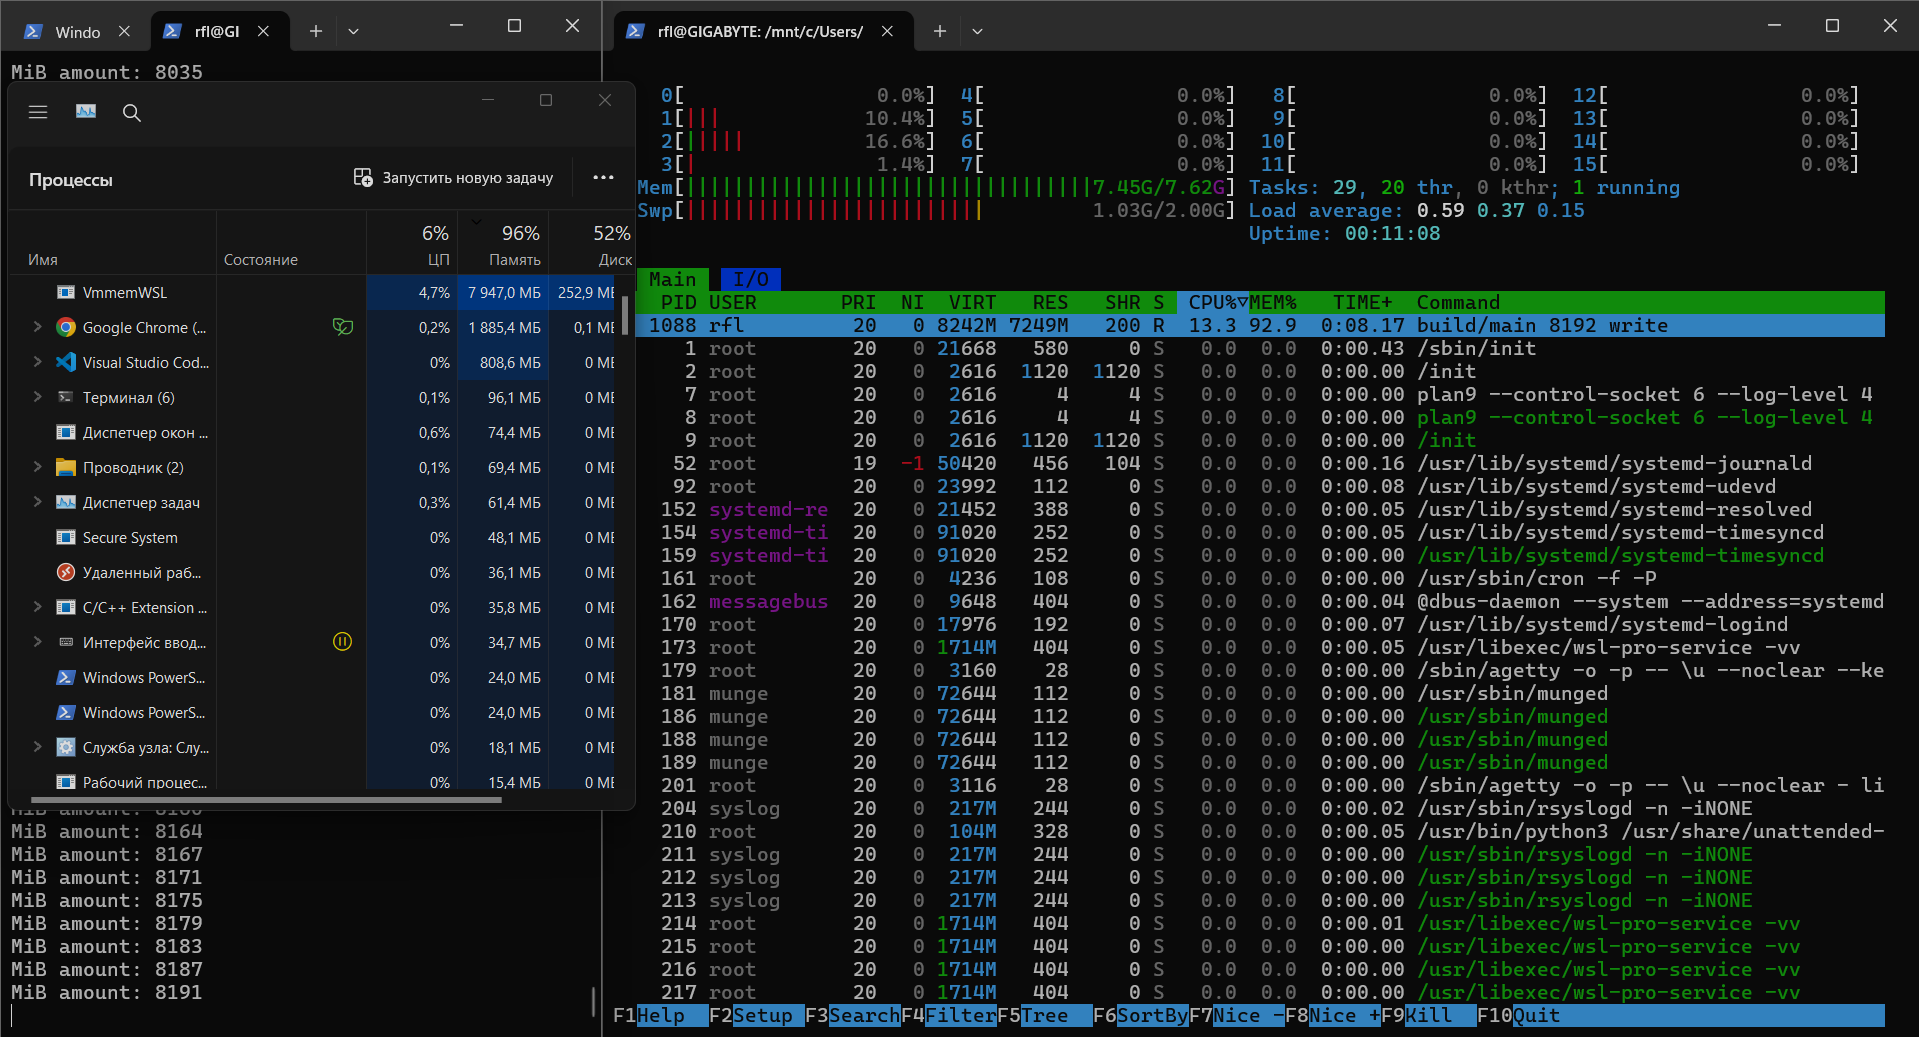 Windo
rfl@GI
MiB amount: 8035
Процессы
Запустить новую задачу
6% 96% 52%
Имя Состояние ЦП Память Диск
VmmemWSL 4,7% 7 947,0 МБ 252,9 МБ
Google Chrome (... 0,2% 1 885,4 МБ 0,1 МБ
Visual Studio Cod... 0% 808,6 МБ 0 МБ
Терминал (6) 0,1% 96,1 МБ 0 МБ
Диспетчер окон ... 0,6% 74,4 МБ 0 МБ
Проводник (2) 0,1% 69,4 МБ 0 МБ
Диспетчер задач 0,3% 61,4 МБ 0 МБ
Secure System 0% 48,1 МБ 0 МБ
Удаленный раб... 0% 36,1 МБ 0 МБ
C/C++ Extension ... 0% 35,8 МБ 0 МБ
Интерфейс ввод... 0% 34,7 МБ 0 МБ
Windows PowerS... 0% 24,0 МБ 0 МБ
Windows PowerS... 0% 24,0 МБ 0 МБ
Служба узла: Слу... 0% 18,1 МБ 0 МБ
Рабочий процес... 0% 15,4 МБ 0 МБ
MiB amount: 8164
MiB amount: 8167
MiB amount: 8171
MiB amount: 8175
MiB amount: 8179
MiB amount: 8183
MiB amount: 8187
MiB amount: 8191
rfl@GIGABYTE: /mnt/c/Users/
0[ 0.0%] 4[ 0.0%] 8[ 0.0%] 12[ 0.0%]
1[||| 10.4%] 5[ 0.0%] 9[ 0.0%] 13[ 0.0%]
2[||||| 16.6%] 6[ 0.0%] 10[ 0.0%] 14[ 0.0%]
3[| 1.4%] 7[ 0.0%] 11[ 0.0%] 15[ 0.0%]
Mem[||||||||||||||||||||||||||||||||||7.45G/7.62G] Tasks: 29, 20 thr, 0 kthr; 1 running
Swp[||||||||||||||||||||||||| 1.03G/2.00G] Load average: 0.59 0.37 0.15
Uptime: 00:11:08
Main I/O
PID USER PRI NI VIRT RES SHR S CPU%▽MEM% TIME+ Command
1088 rfl 20 0 8242M 7249M 200 R 13.3 92.9 0:08.17 build/main 8192 write
1 root 20 0 21668 580 0 S 0.0 0.0 0:00.43 /sbin/init
2 root 20 0 2616 1120 1120 S 0.0 0.0 0:00.00 /init
7 root 20 0 2616 4 4 S 0.0 0.0 0:00.00 plan9 --control-socket 6 --log-level 4
8 root 20 0 2616 4 4 S 0.0 0.0 0:00.00 plan9 --control-socket 6 --log-level 4
9 root 20 0 2616 1120 1120 S 0.0 0.0 0:00.00 /init
52 root 19 -1 50420 456 104 S 0.0 0.0 0:00.16 /usr/lib/systemd/systemd-journald
92 root 20 0 23992 112 0 S 0.0 0.0 0:00.08 /usr/lib/systemd/systemd-udevd
152 systemd-re 20 0 21452 388 0 S 0.0 0.0 0:00.05 /usr/lib/systemd/systemd-resolved
154 systemd-ti 20 0 91020 252 0 S 0.0 0.0 0:00.05 /usr/lib/systemd/systemd-timesyncd
159 systemd-ti 20 0 91020 252 0 S 0.0 0.0 0:00.00 /usr/lib/systemd/systemd-timesyncd
161 root 20 0 4236 108 0 S 0.0 0.0 0:00.00 /usr/sbin/cron -f -P
162 messagebus 20 0 9648 404 0 S 0.0 0.0 0:00.04 @dbus-daemon --system --address=systemd
170 root 20 0 17976 192 0 S 0.0 0.0 0:00.07 /usr/lib/systemd/systemd-logind
173 root 20 0 1714M 404 0 S 0.0 0.0 0:00.05 /usr/libexec/wsl-pro-service -vv
179 root 20 0 3160 28 0 S 0.0 0.0 0:00.00 /sbin/agetty -o -p -- \u --noclear --ke
181 munge 20 0 72644 112 0 S 0.0 0.0 0:00.00 /usr/sbin/munged
186 munge 20 0 72644 112 0 S 0.0 0.0 0:00.00 /usr/sbin/munged
188 munge 20 0 72644 112 0 S 0.0 0.0 0:00.00 /usr/sbin/munged
189 munge 20 0 72644 112 0 S 0.0 0.0 0:00.00 /usr/sbin/munged
201 root 20 0 3116 28 0 S 0.0 0.0 0:00.00 /sbin/agetty -o -p -- \u --noclear - li
204 syslog 20 0 217M 244 0 S 0.0 0.0 0:00.02 /usr/sbin/rsyslogd -n -iNONE
210 root 20 0 104M 328 0 S 0.0 0.0 0:00.05 /usr/bin/python3 /usr/share/unattended-
211 syslog 20 0 217M 244 0 S 0.0 0.0 0:00.00 /usr/sbin/rsyslogd -n -iNONE
212 syslog 20 0 217M 244 0 S 0.0 0.0 0:00.00 /usr/sbin/rsyslogd -n -iNONE
213 syslog 20 0 217M 244 0 S 0.0 0.0 0:00.00 /usr/sbin/rsyslogd -n -iNONE
214 root 20 0 1714M 404 0 S 0.0 0.0 0:00.01 /usr/libexec/wsl-pro-service -vv
215 root 20 0 1714M 404 0 S 0.0 0.0 0:00.00 /usr/libexec/wsl-pro-service -vv
216 root 20 0 1714M 404 0 S 0.0 0.0 0:00.00 /usr/libexec/wsl-pro-service -vv
217 root 20 0 1714M 404 0 S 0.0 0.0 0:00.00 /usr/libexec/wsl-pro-service -vv
F1Help F2Setup F3SearchF4FilterF5Tree F6SortByF7Nice -F8Nice +F9Kill F10Quit